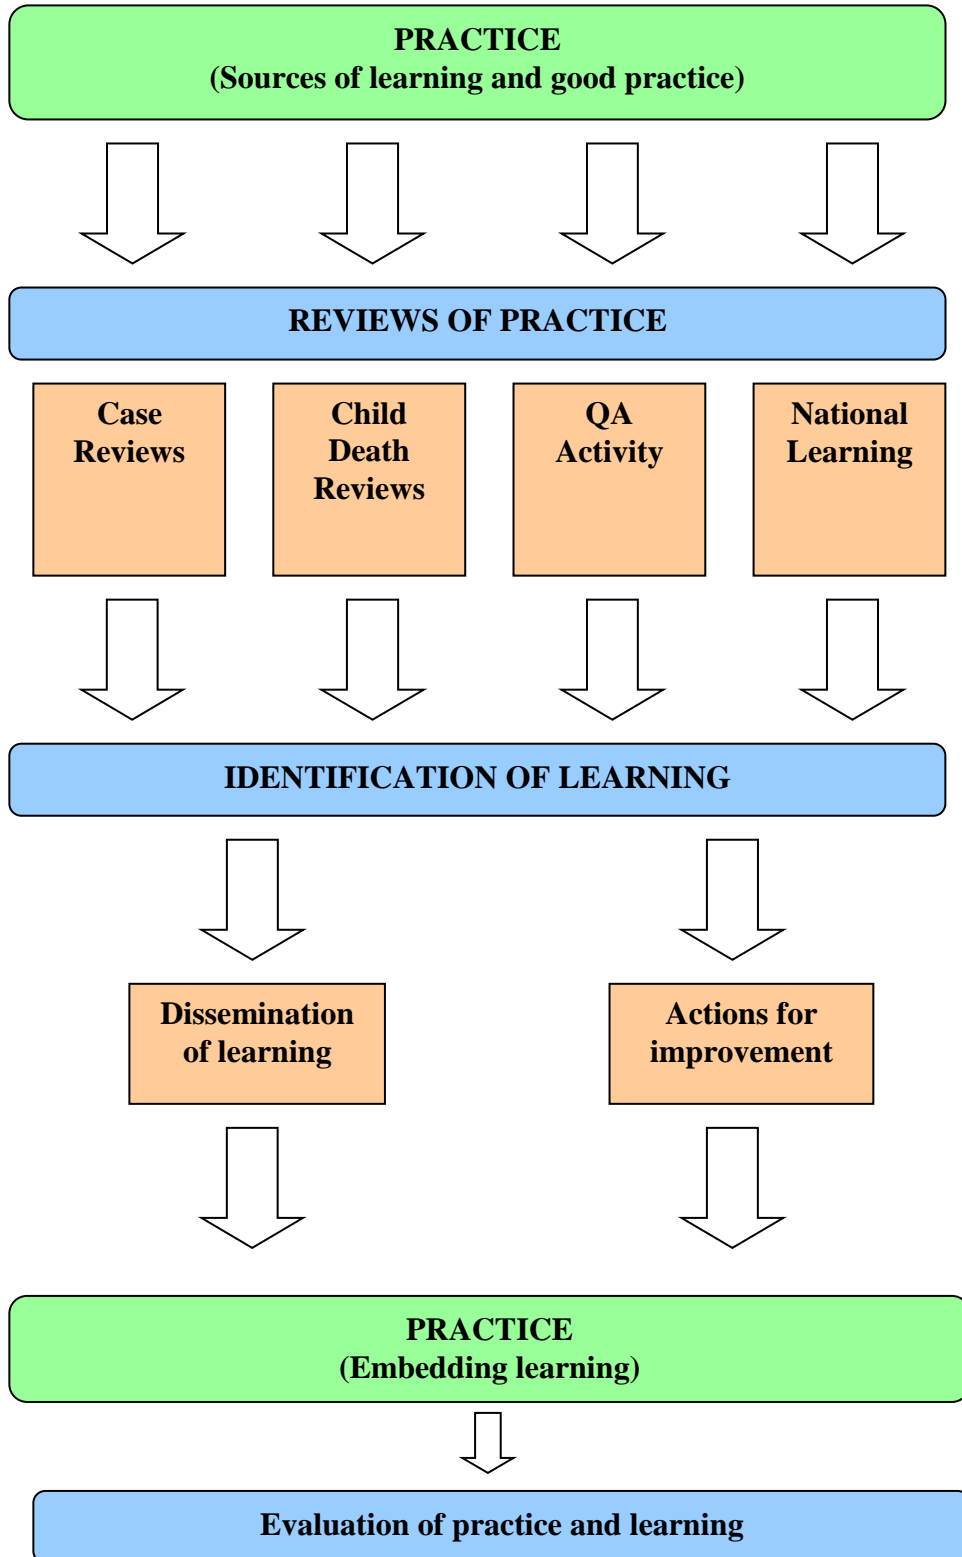 PRACTICE
(Sources of learning and good practice)
REVIEWS OF PRACTICE
Case
Reviews
Child
Death
Reviews
QA
Activity
National
Learning
IDENTIFICATION OF LEARNING
Dissemination
of learning
Actions for
improvement
PRACTICE
(Embedding learning)
Evaluation of practice and learning